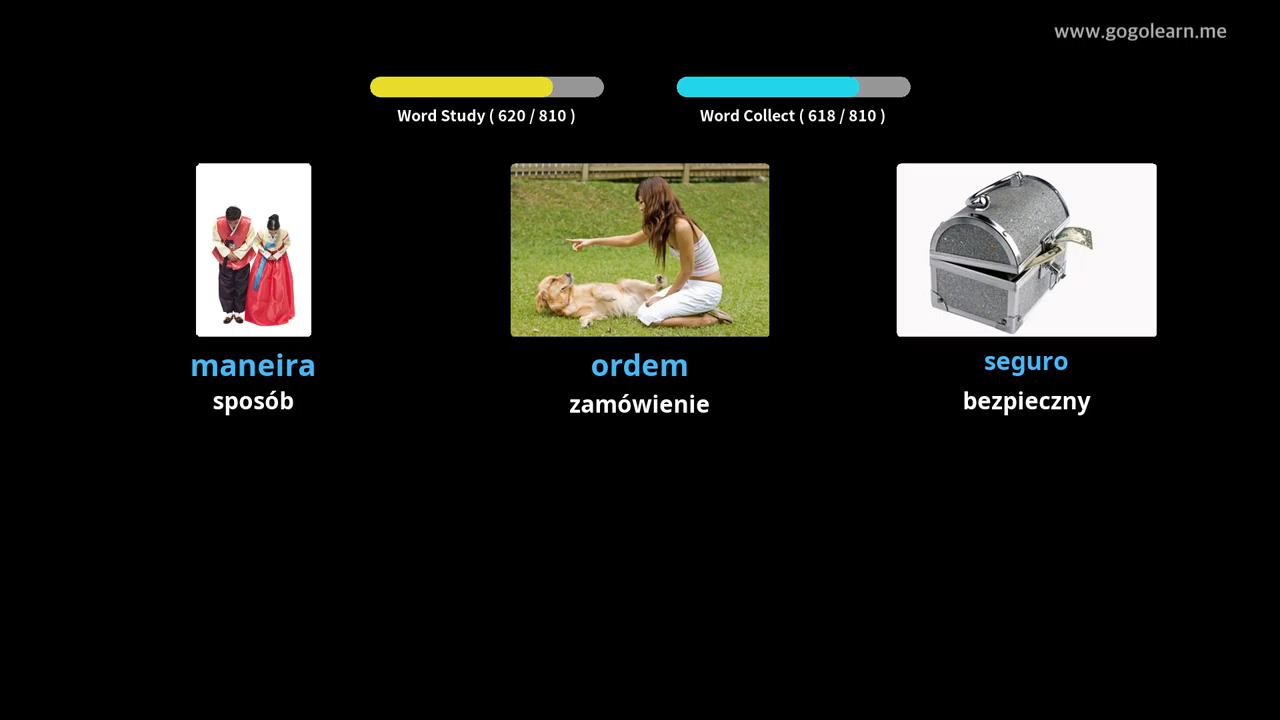 www.gogolearn.me
Word Study ( 620 / 810 )
Word Collect ( 618 / 810 )
maneira
sposób
ordem
zamówienie
seguro
bezpieczny